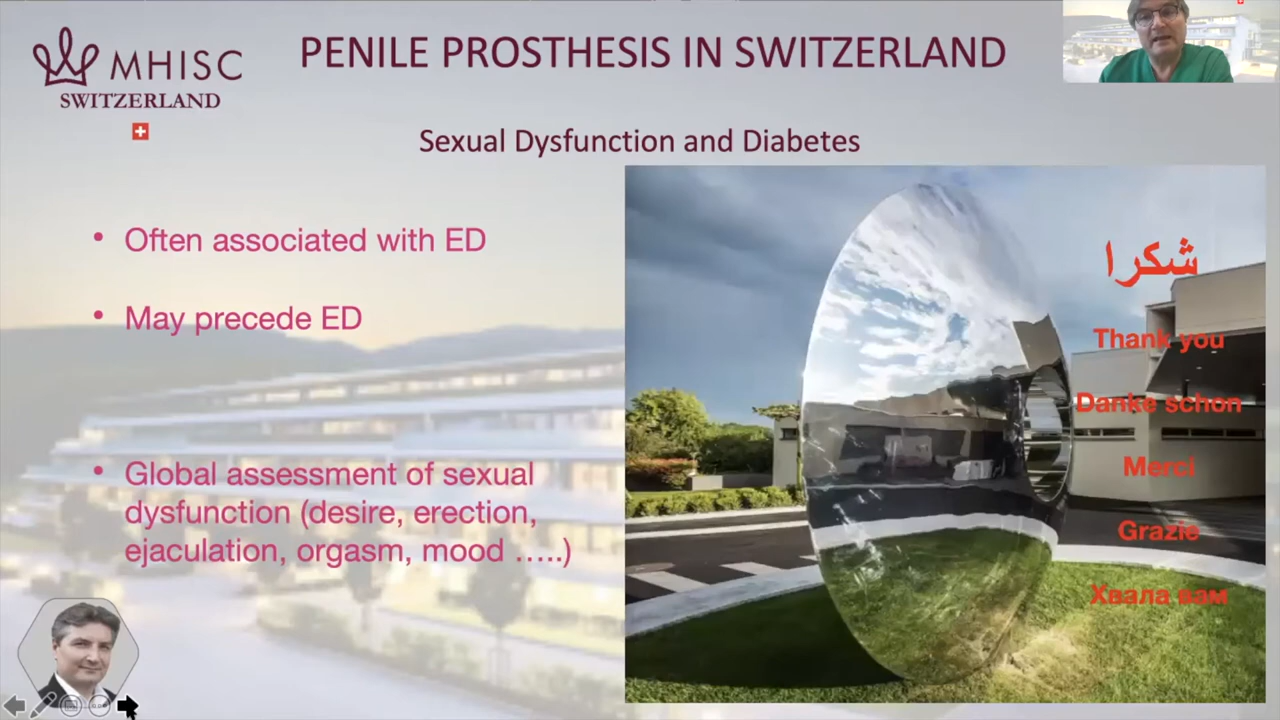 MHISC
SWITZERLAND
PENILE PROSTHESIS IN SWITZERLAND
Sexual Dysfunction and Diabetes
• Often associated with ED
• May precede ED
• Global assessment of sexual
dysfunction (desire, erection,
ejaculation, orgasm, mood …..)
شكرا
Thank you
Danke schon
Merci
Grazie
Хвала вам